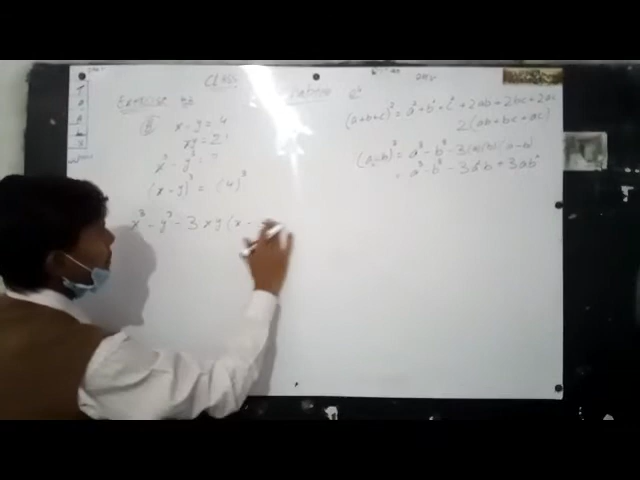 CLASS
Exercise
x - y = 4
xy = 2
x³ - y³ = ?
(x - y)³ = (4)³
x³ - y³ - 3xy(x -
(a+b+c)² = a² + b² + c² + 2ab + 2bc + 2ac
2(ab+bc+ac)
(a-b)³ = a³ - b³ - 3(a)(b)(a-b)
= a³ - b³ - 3a²b + 3ab²